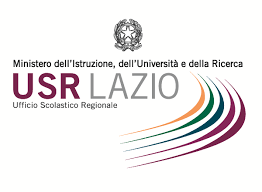 Ministero dell'Istruzione, dell'Università e della Ricerca
USR LAZIO
Ufficio Scolastico Regionale